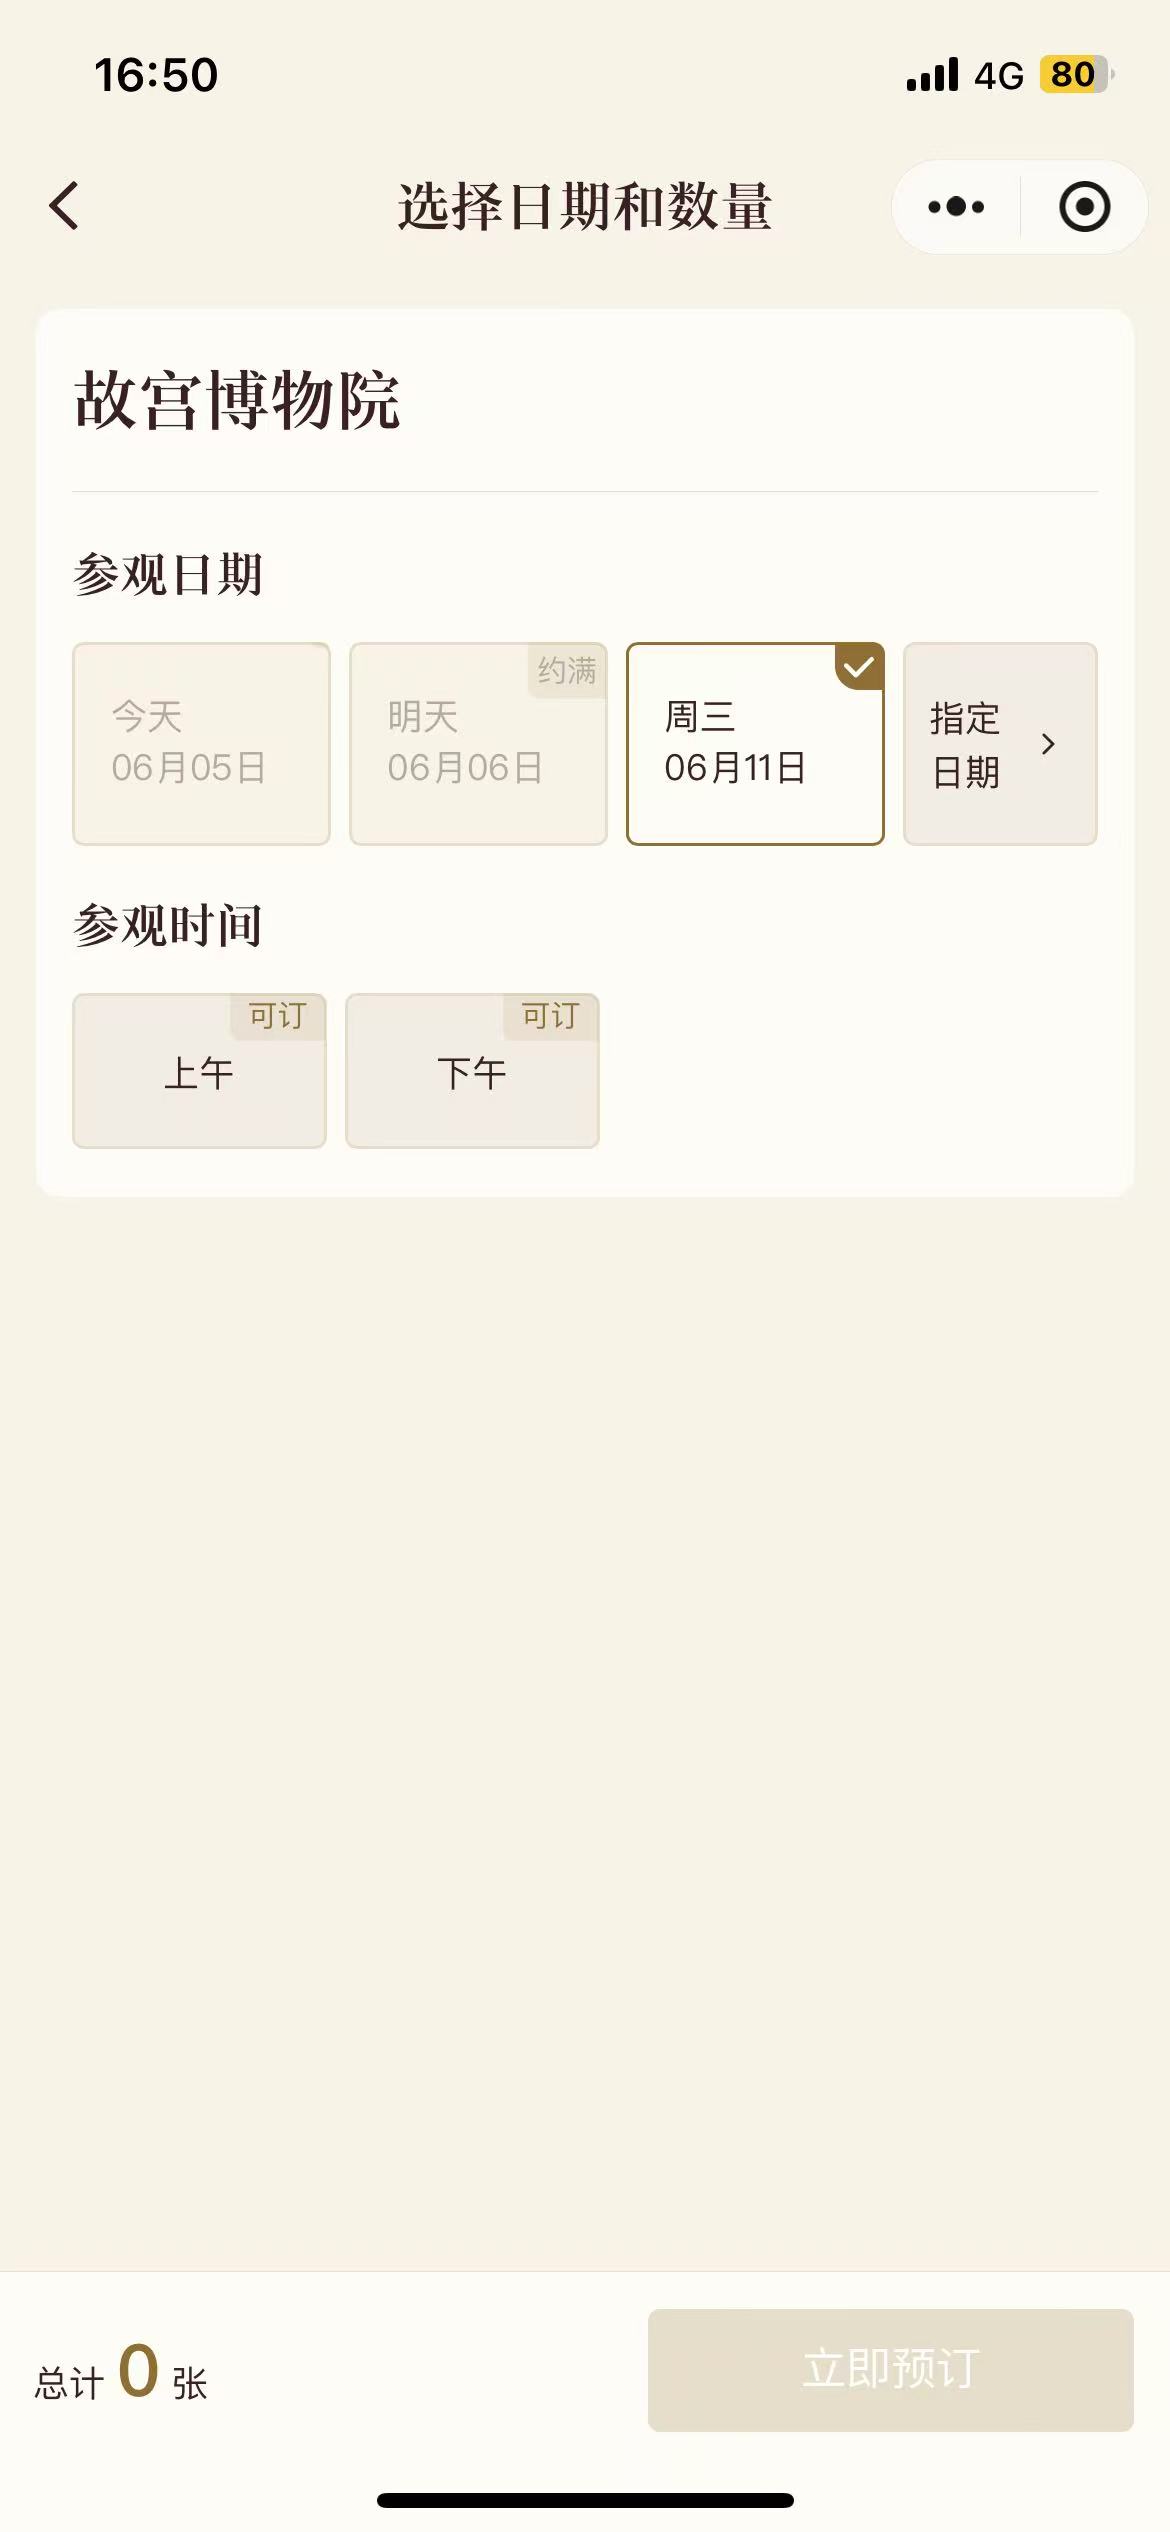 16:50
4G 80
选择日期和数量
故宫博物院
参观日期
今天
06月05日
约满
明天
06月06日
周三
06月11日
指定
日期
参观时间
可订
上午
可订
下午
总计 0 张
立即预订